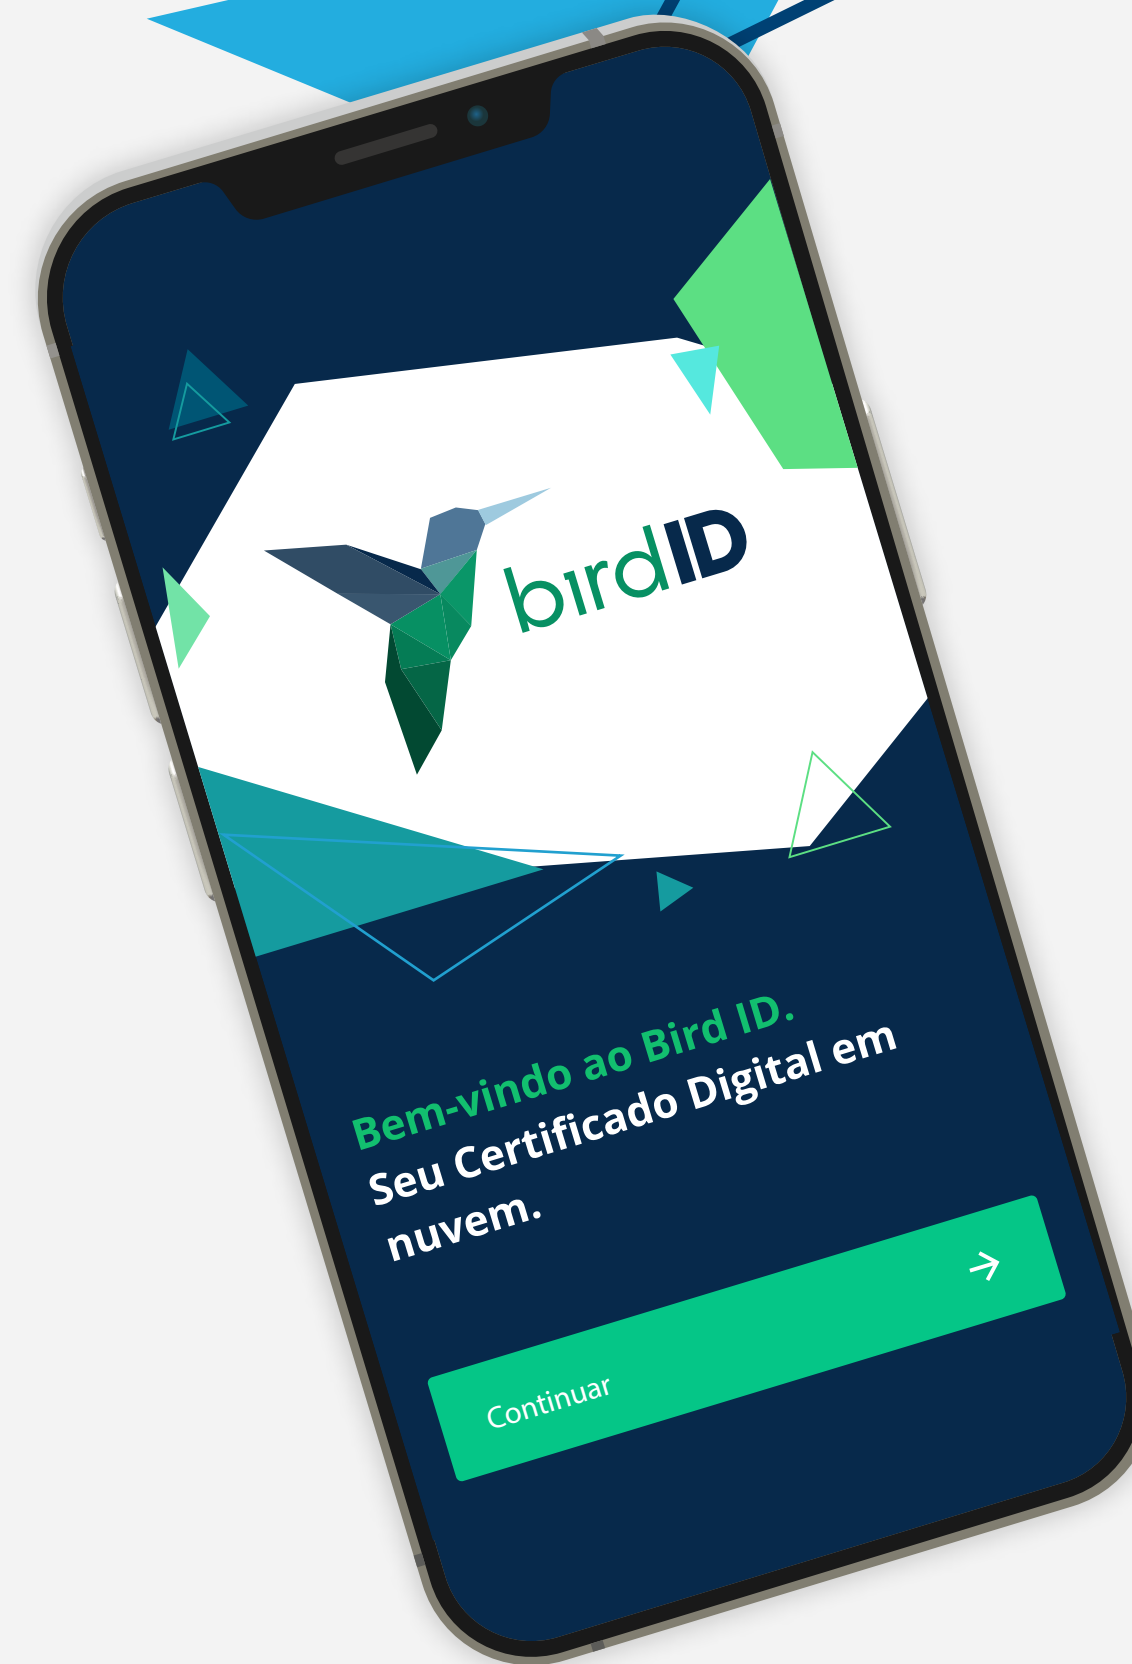 birdID
Bem-vindo ao Bird ID.
Seu Certificado Digital em
nuvem.
Continuar